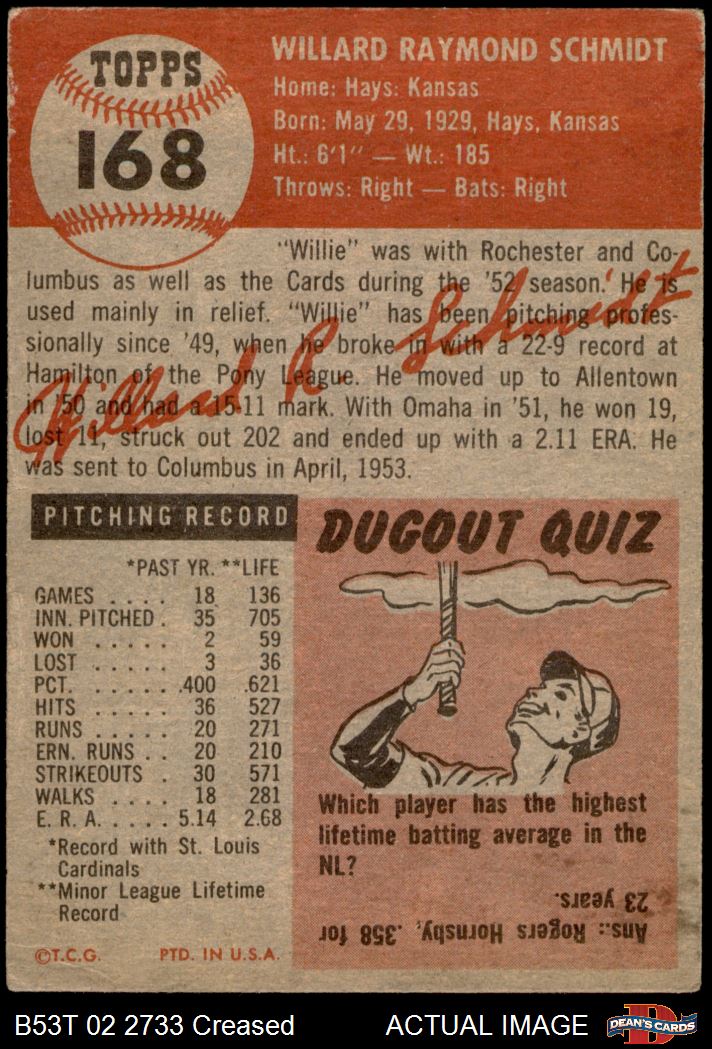 TOPPS
168
WILLARD RAYMOND SCHMIDT
Home: Hays: Kansas
Born: May 29, 1929, Hays, Kansas
Ht.: 6'1" — Wt.: 185
Throws: Right — Bats: Right
"Willie" was with Rochester and Co-
lumbus as well as the Cards during the '52 season. He is
used mainly in relief. "Willie" has been pitching profes-
sionally since '49, when he broke in with a 22-9 record at
Hamilton of the Pony League. He moved up to Allentown
in '50 and had a 15-11 mark. With Omaha in '51, he won 19,
lost 11, struck out 202 and ended up with a 2.11 ERA. He
was sent to Columbus in April, 1953.
Willard R. Schmidt
PITCHING RECORD
*PAST YR. **LIFE
GAMES . . . . 18 136
INN. PITCHED . 35 705
WON . . . . . 2 59
LOST . . . . . 3 36
PCT. . . . . . .400 .621
HITS . . . . . 36 527
RUNS . . . . . 20 271
ERN. RUNS . . 20 210
STRIKEOUTS . 30 571
WALKS . . . . 18 281
E. R. A. . . . . 5.14 2.68
*Record with St. Louis
Cardinals
**Minor League Lifetime
Record
©T.C.G. PTD. IN U.S.A.
DUGOUT QUIZ
Which player has the highest
lifetime batting average in the
NL?
Ans.: Rogers Hornsby, .358 for
23 years.
B53T 02 2733 Creased ACTUAL IMAGE
DEAN'S CARDS